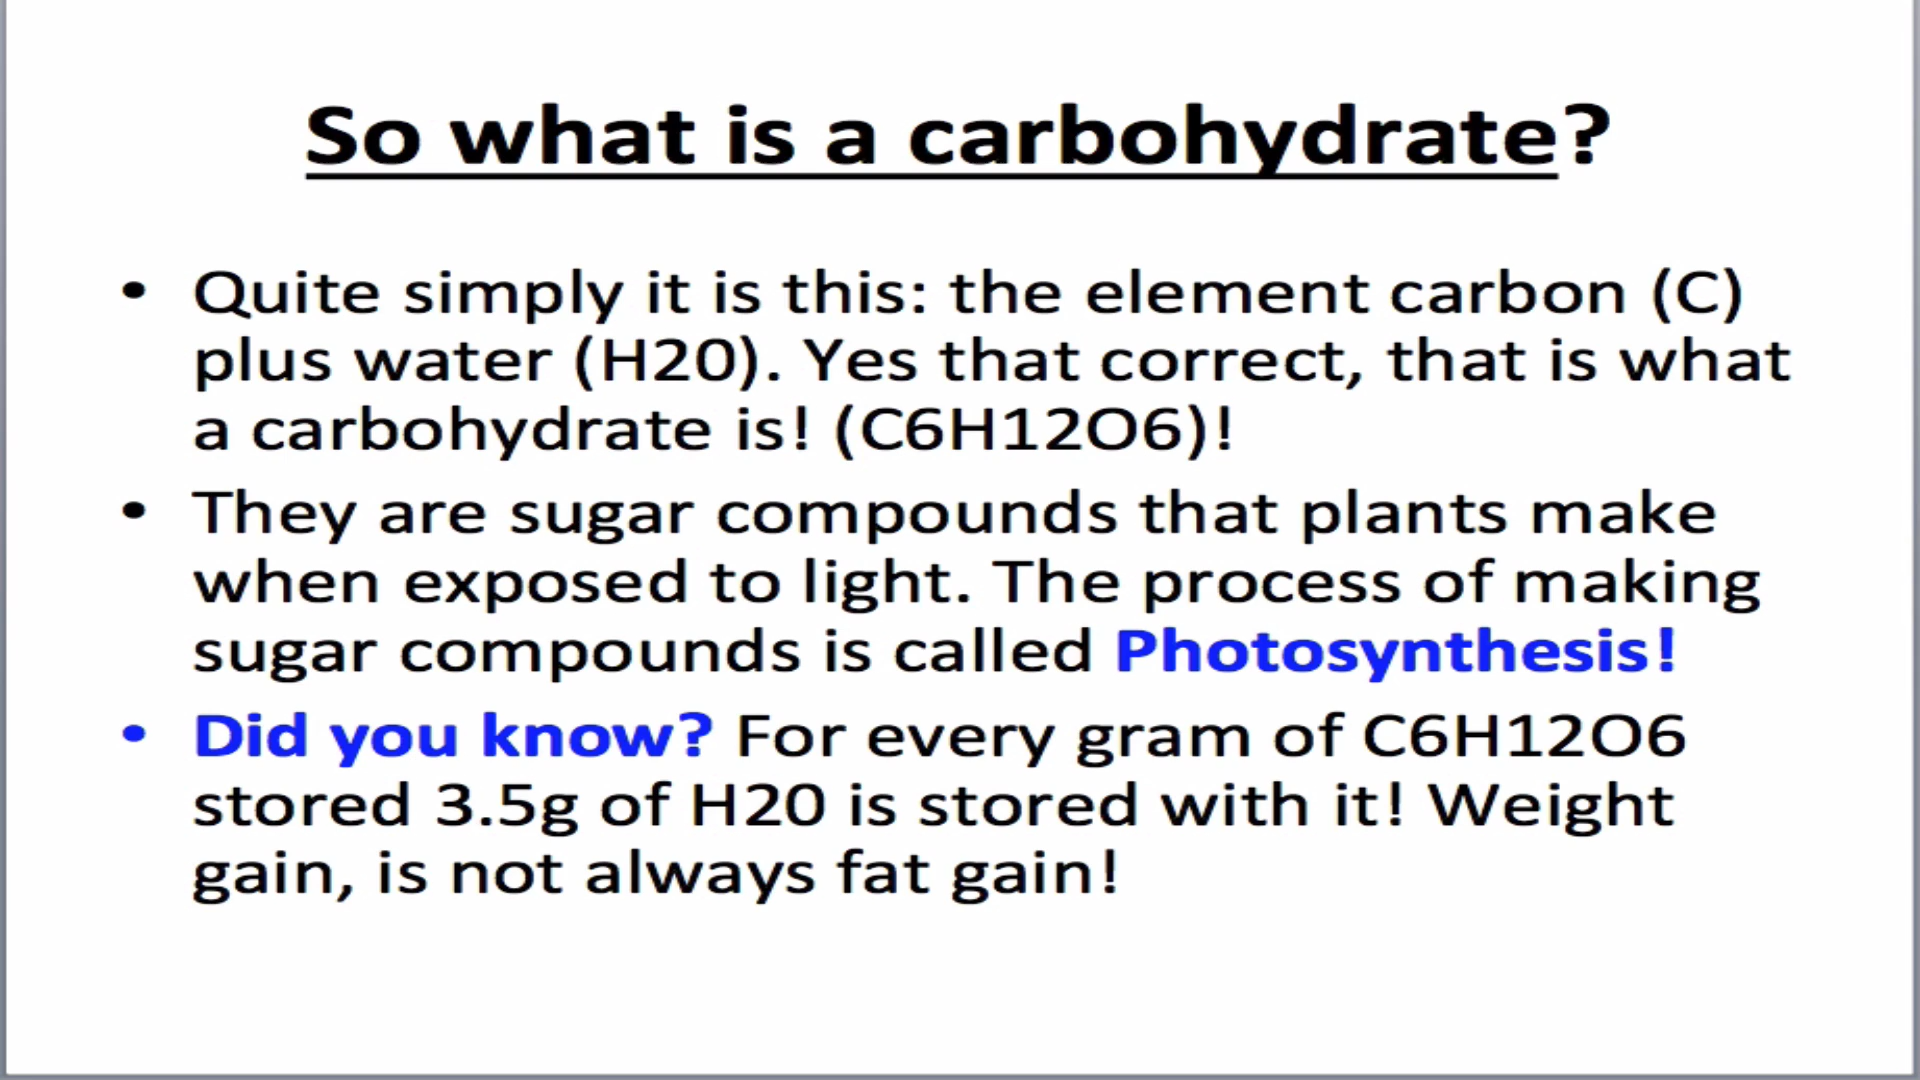 So what is a carbohydrate?
• Quite simply it is this: the element carbon (C)
plus water (H20). Yes that correct, that is what
a carbohydrate is! (C6H12O6)!
• They are sugar compounds that plants make
when exposed to light. The process of making
sugar compounds is called Photosynthesis!
• Did you know? For every gram of C6H12O6
stored 3.5g of H20 is stored with it! Weight
gain, is not always fat gain!